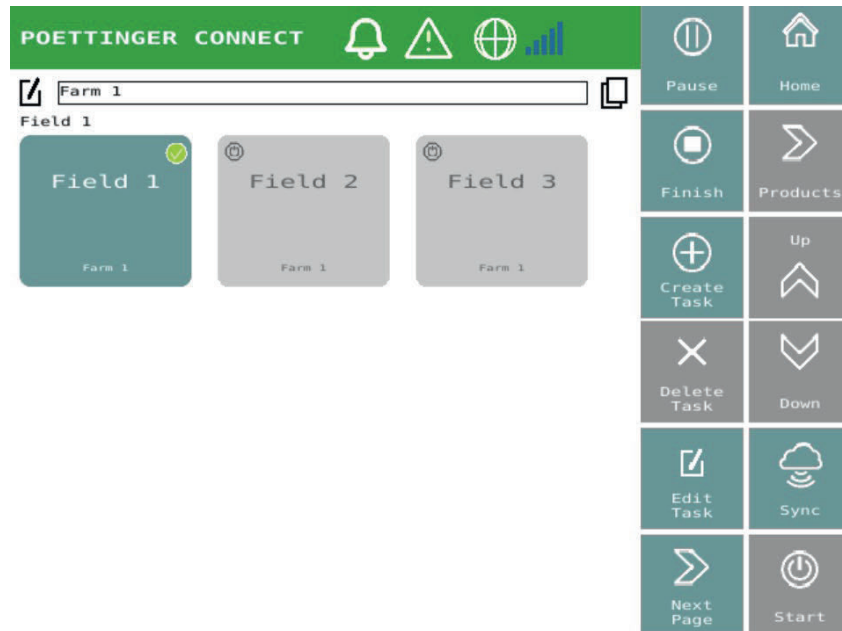 POETTINGER CONNECT
Farm 1
Field 1
Field 1
Farm 1
Field 2
Farm 1
Field 3
Farm 1
Pause
Home
Finish
Products
Create
Task
Up
Delete
Task
Down
Edit
Task
Sync
Next
Page
Start